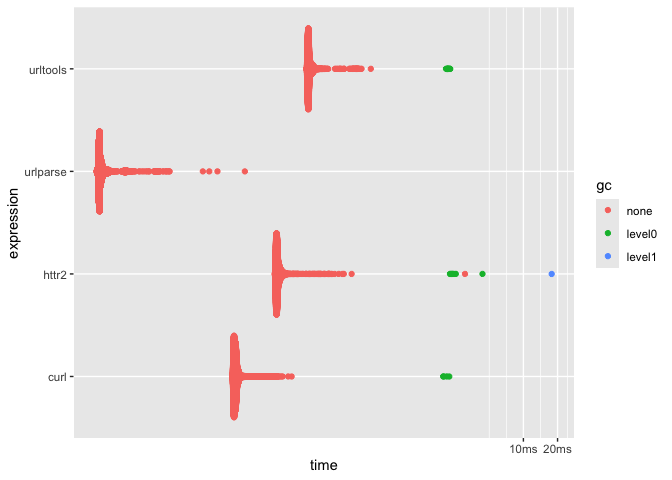 expression
urltools
urlparse
httr2
curl
10ms
20ms
time
gc
none
level0
level1